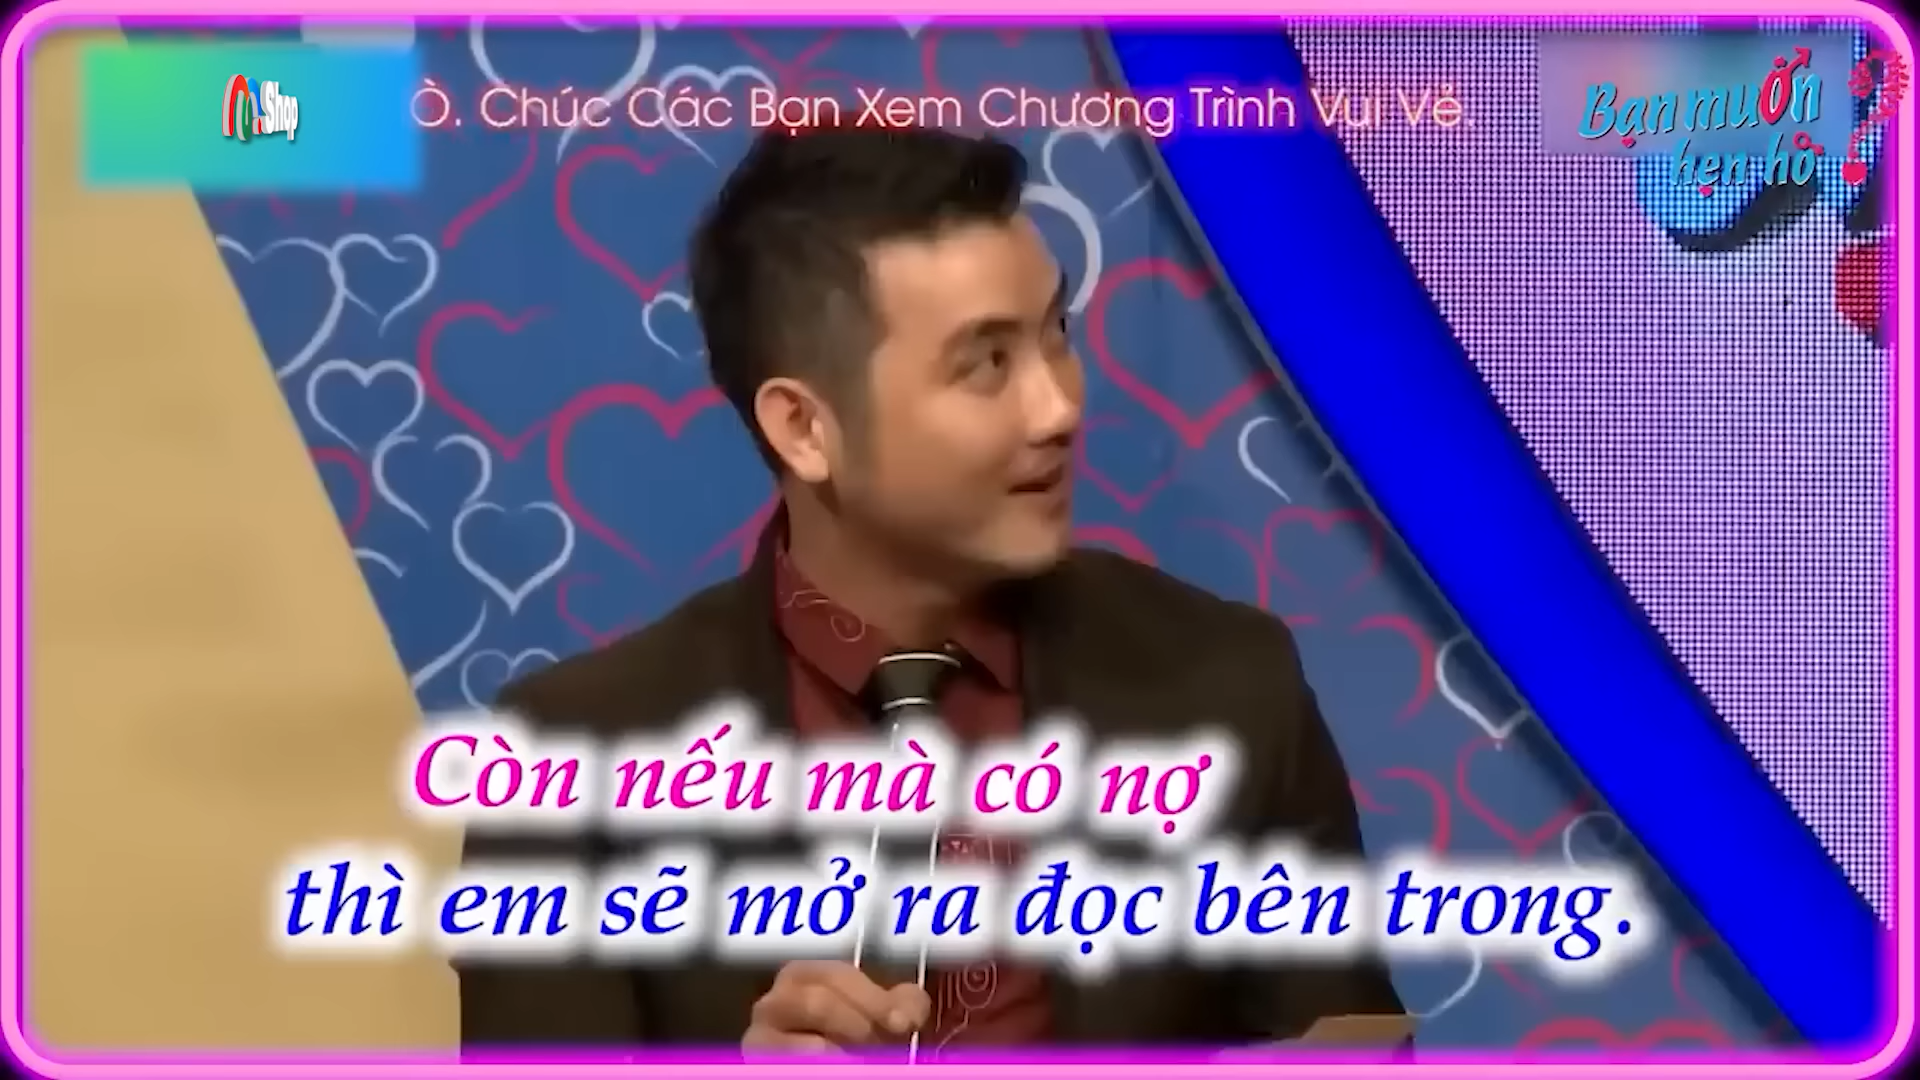 M Shop
Ò. Chúc Các Bạn Xem Chương Trình Vui Vẻ.
Bạn muốn
hẹn hò
Còn nếu mà có nợ
thì em sẽ mở ra đọc bên trong.